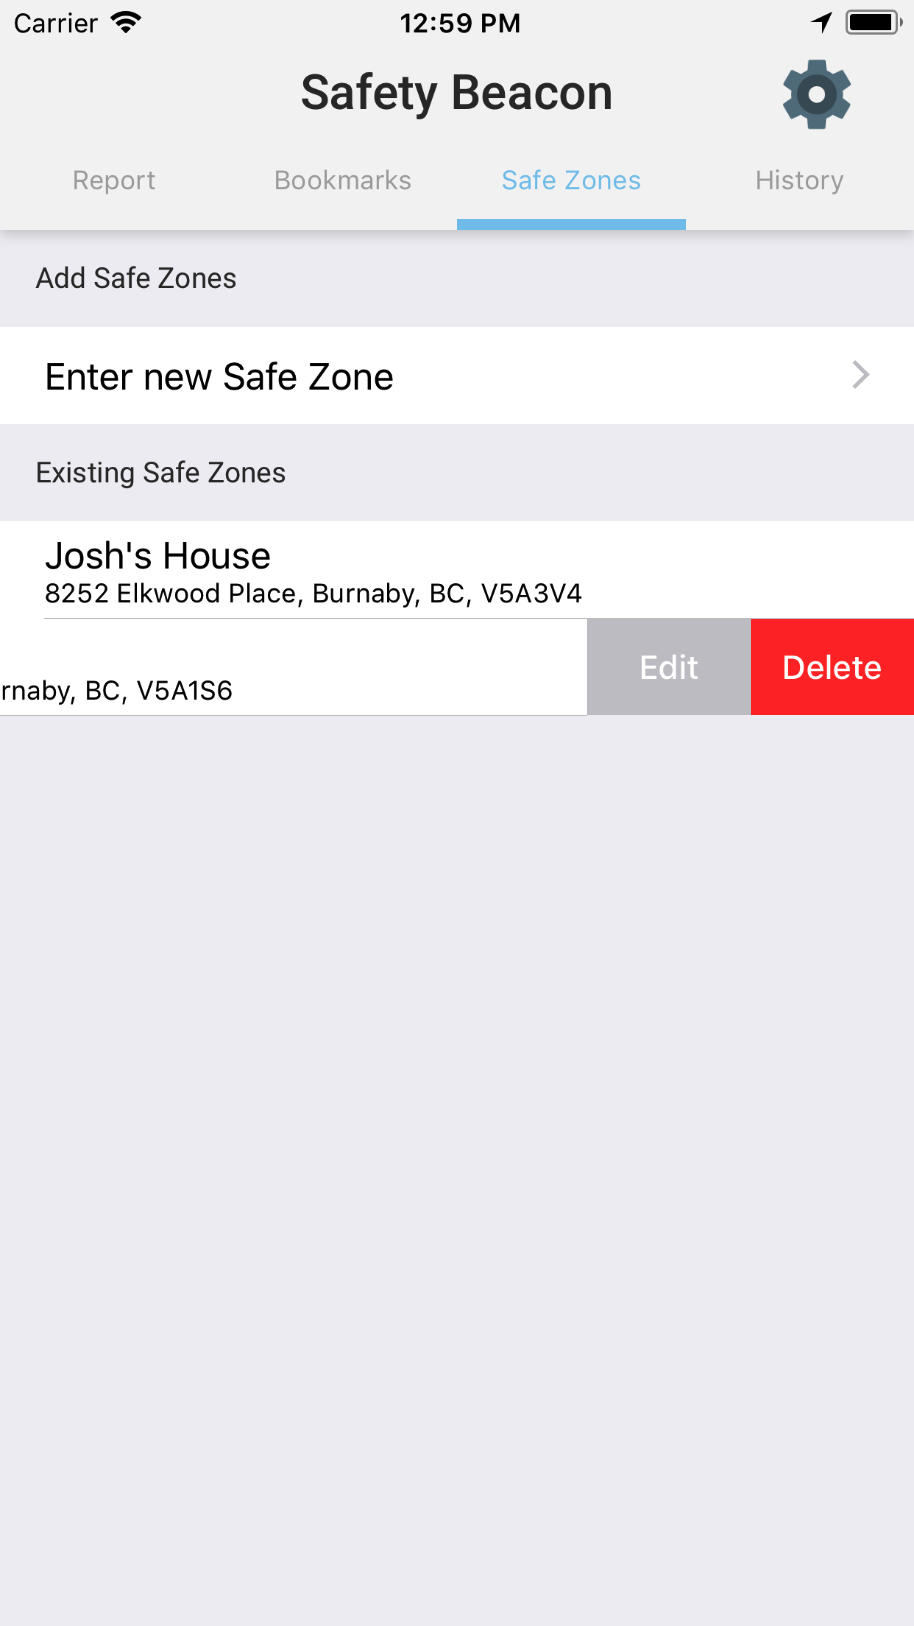 Carrier 12:59 PM
Safety Beacon
Report Bookmarks Safe Zones History
Add Safe Zones
Enter new Safe Zone
Existing Safe Zones
Josh's House
8252 Elkwood Place, Burnaby, BC, V5A3V4
Edit Delete
rnaby, BC, V5A1S6